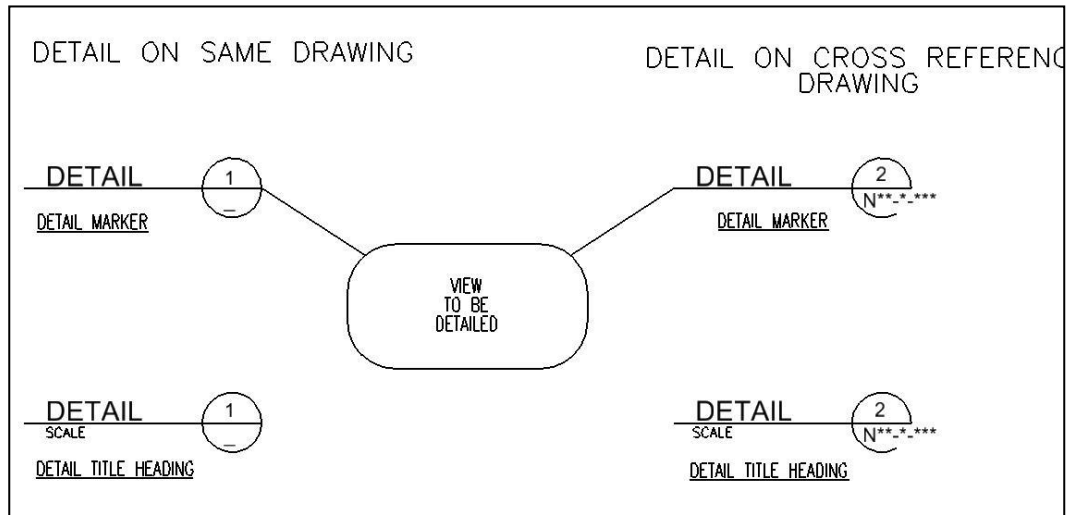 DETAIL ON SAME DRAWING
DETAIL ON CROSS REFERENC
DRAWING
DETAIL 1
_
DETAIL MARKER
DETAIL 2
N**-*-***
DETAIL MARKER
VIEW
TO BE
DETAILED
DETAIL 1
SCALE _
DETAIL TITLE HEADING
DETAIL 2
SCALE N**-*-***
DETAIL TITLE HEADING